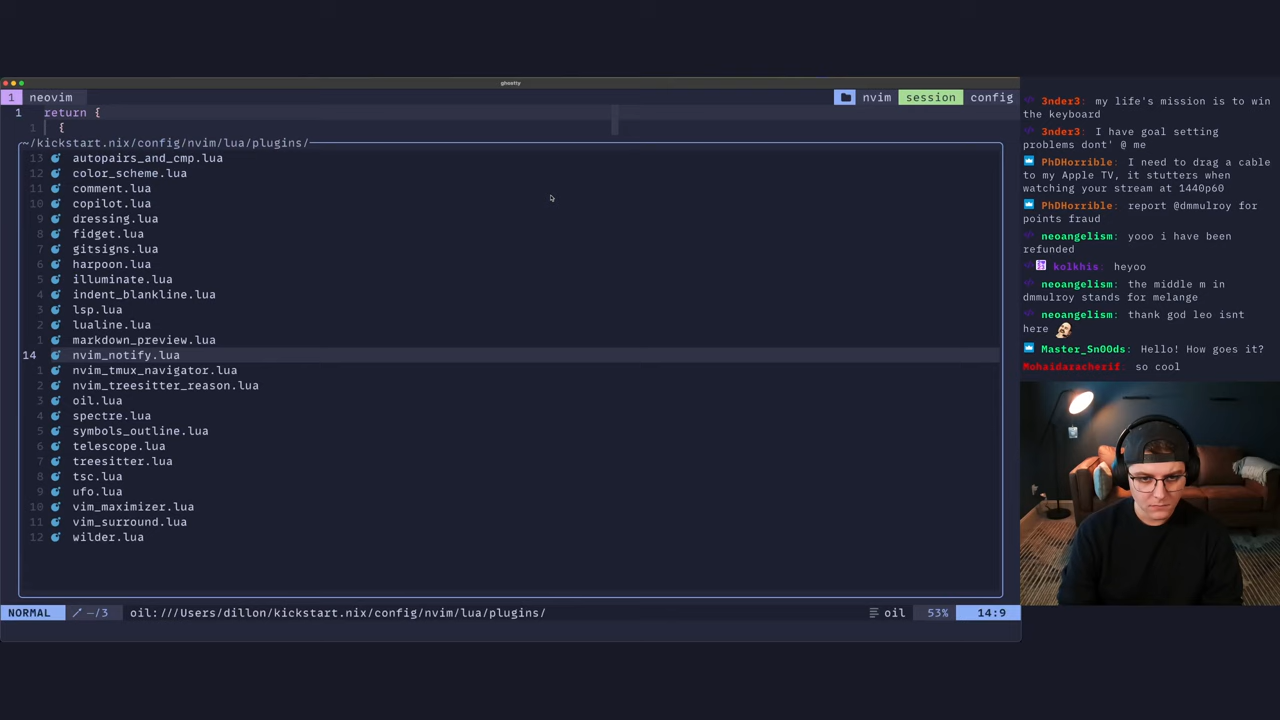 ghostty
1 neovim nvim session config
1 return {
1 {
~/kickstart.nix/config/nvim/lua/plugins/
13 autopairs_and_cmp.lua
12 color_scheme.lua
11 comment.lua
10 copilot.lua
9 dressing.lua
8 fidget.lua
7 gitsigns.lua
6 harpoon.lua
5 illuminate.lua
4 indent_blankline.lua
3 lsp.lua
2 lualine.lua
1 markdown_preview.lua
14 nvim_notify.lua
1 nvim_tmux_navigator.lua
2 nvim_treesitter_reason.lua
3 oil.lua
4 spectre.lua
5 symbols_outline.lua
6 telescope.lua
7 treesitter.lua
8 tsc.lua
9 ufo.lua
10 vim_maximizer.lua
11 vim_surround.lua
12 wilder.lua
NORMAL —/3 oil:///Users/dillon/kickstart.nix/config/nvim/lua/plugins/ oil 53% 14:9
3nder3: my life's mission is to win
the keyboard
3nder3: I have goal setting
problems dont' @ me
PhDHorrible: I need to drag a cable
to my Apple TV, it stutters when
watching your stream at 1440p60
PhDHorrible: report @dmmulroy for
points fraud
neoangelism: yooo i have been
refunded
kolkhis: heyoo
neoangelism: the middle m in
dmmulroy stands for melange
neoangelism: thank god leo isnt
here
Master_Sn00ds: Hello! How goes it?
Mohaidaracherif: so cool